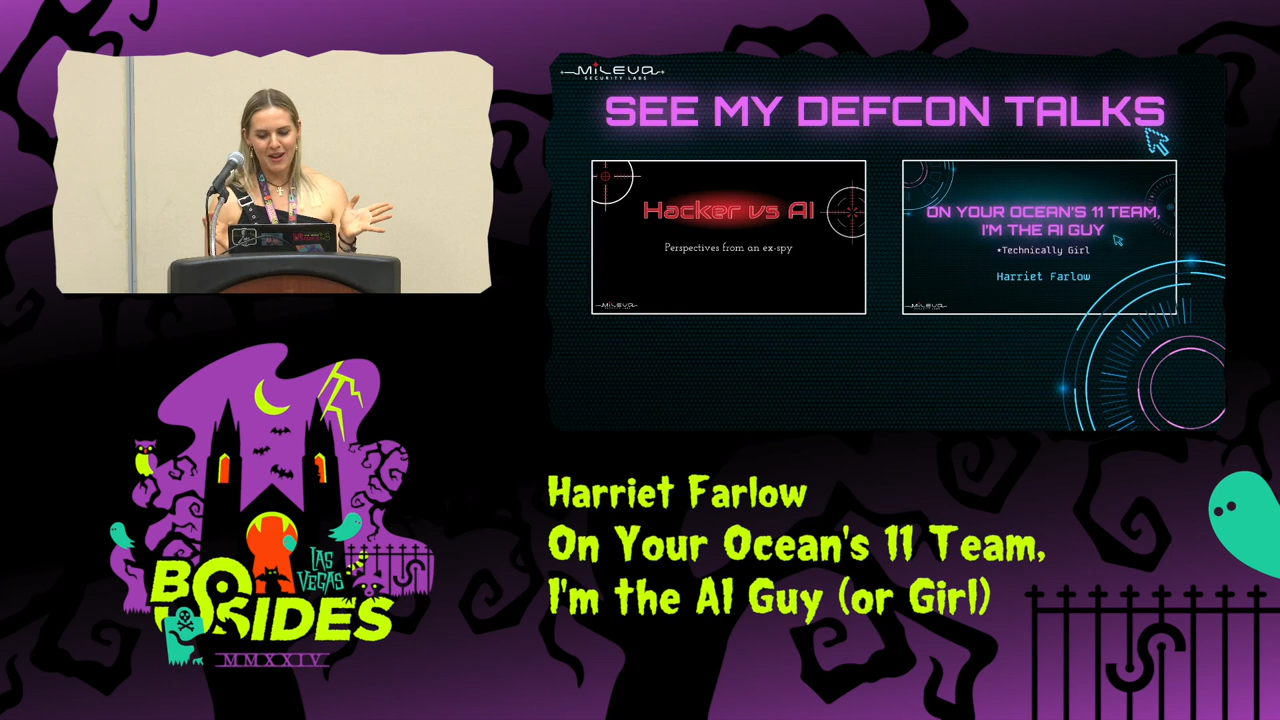 MiLEVA
SECURITY LABS
SEE MY DEFCON TALKS
Hacker vs AI
Perspectives from an ex-spy
MiLEVA
ON YOUR OCEAN'S 11 TEAM,
I'M THE AI GUY
*Technically Girl
Harriet Farlow
MiLEVA
Harriet Farlow
On Your Ocean's 11 Team,
I'm the AI Guy (or Girl)
LAS
VEGAS
BSIDES
MMXXIV